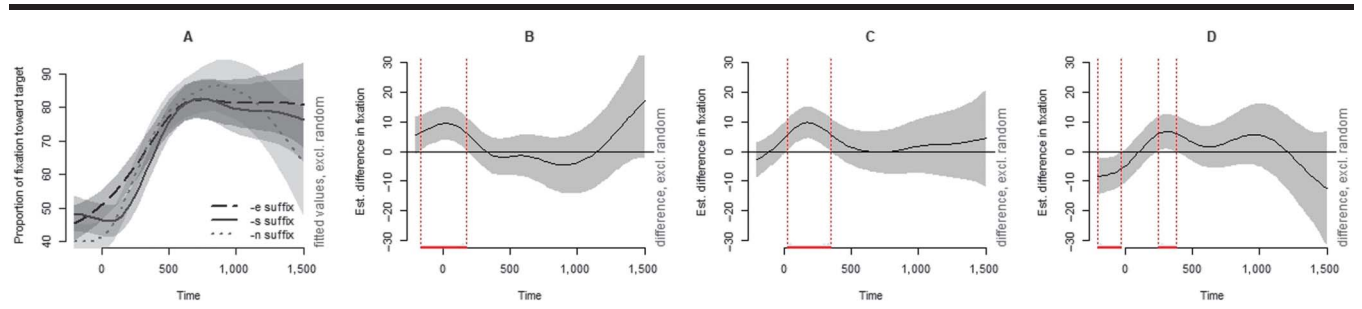 A
Proportion of fixation toward target
90
80
70
60
50
40
-e suffix
-s suffix
-n suffix
0
500
1,000
1,500
Time
fitted values, excl. random
B
Est. difference in fixation
30
20
10
0
−10
−20
−30
0
500
1,000
1,500
Time
difference, excl. random
C
Est. difference in fixation
30
20
10
0
−10
−20
−30
0
500
1,000
1,500
Time
difference, excl. random
D
Est. difference in fixation
30
20
10
0
−10
−20
−30
0
500
1,000
1,500
Time
difference, excl. random